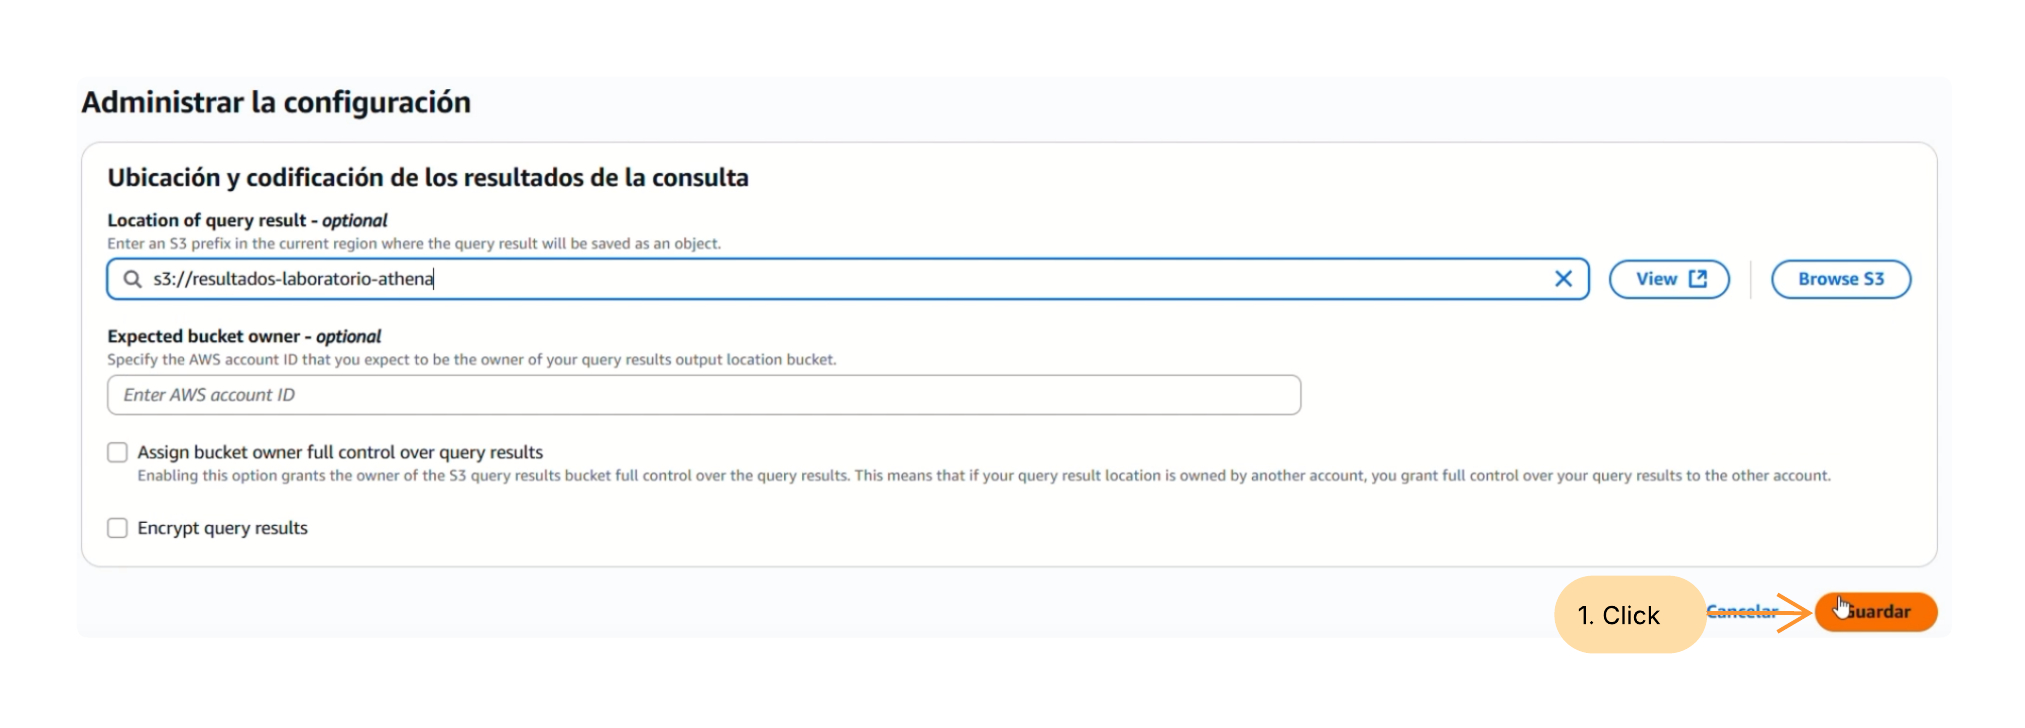 Administrar la configuración
Ubicación y codificación de los resultados de la consulta
Location of query result - optional
Enter an S3 prefix in the current region where the query result will be saved as an object.
s3://resultados-laboratorio-athena
View
Browse S3
Expected bucket owner - optional
Specify the AWS account ID that you expect to be the owner of your query results output location bucket.
Enter AWS account ID
Assign bucket owner full control over query results
Enabling this option grants the owner of the S3 query results bucket full control over the query results. This means that if your query result location is owned by another account, you grant full control over your query results to the other account.
Encrypt query results
1. Click
Cancelar
Guardar